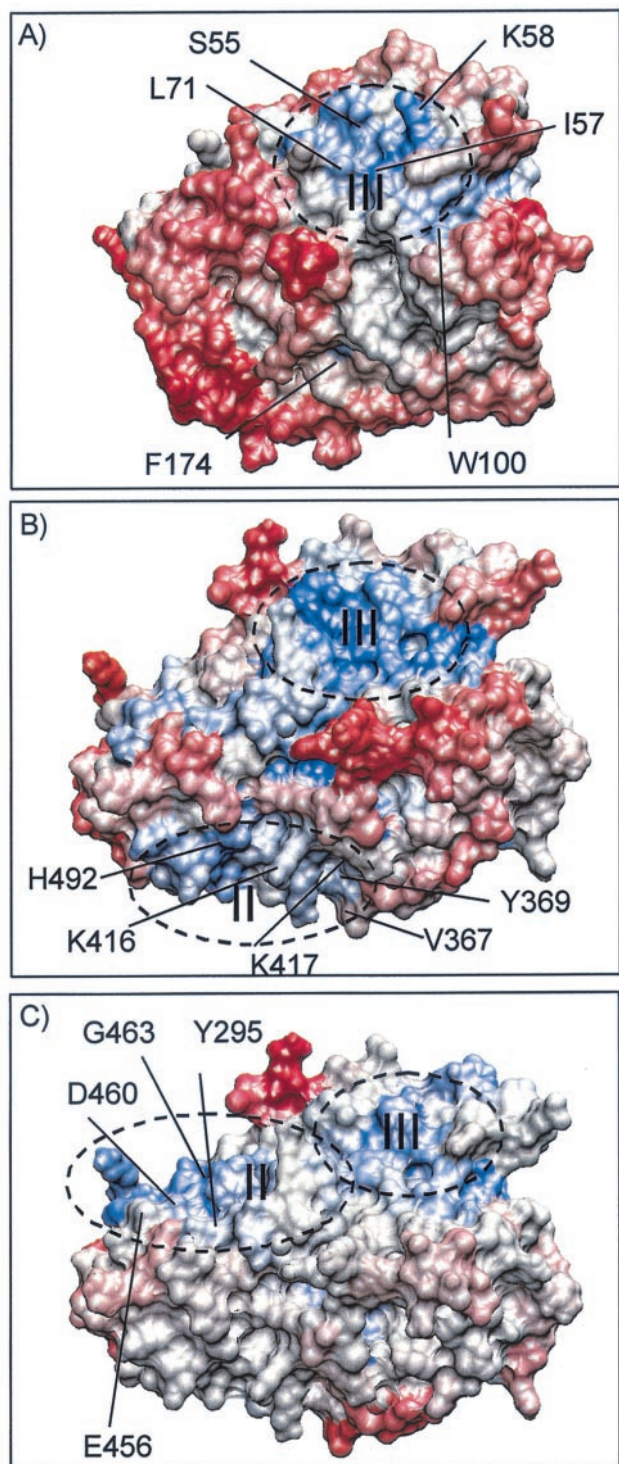 A)
S55
K58
L71
I57
III
F174
W100
B)
III
H492
II
Y369
K416
V367
K417
C)
G463
Y295
D460
III
II
E456